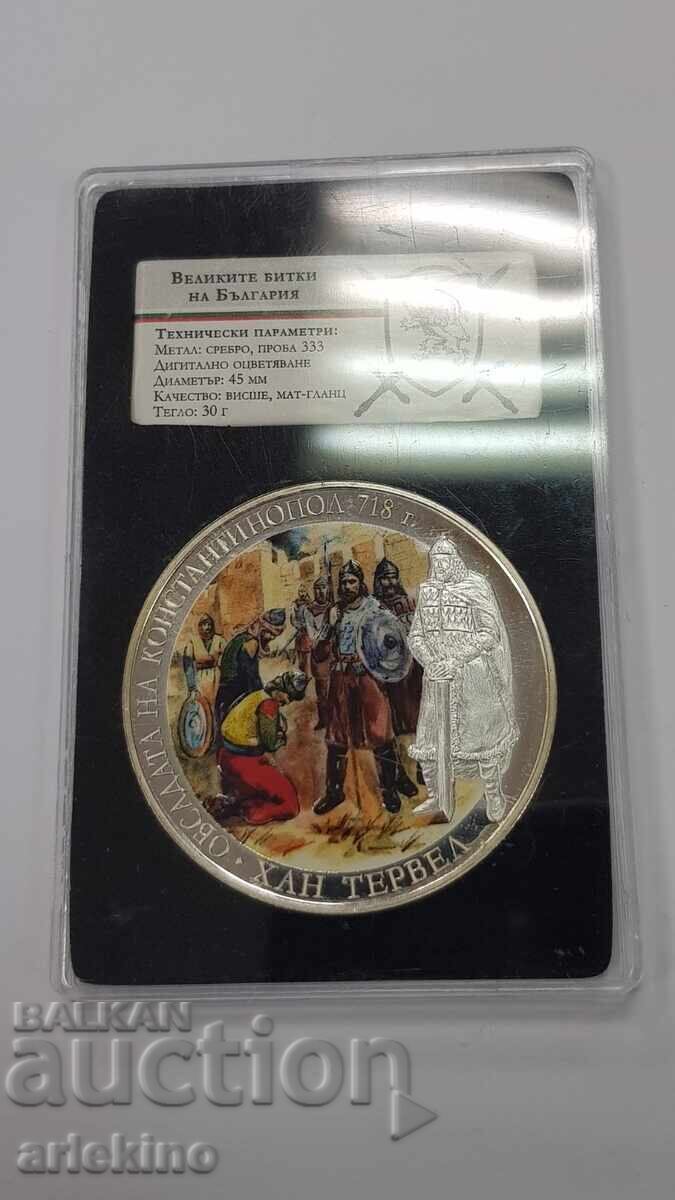 Великите битки
на България
Технически параметри:
Метал: сребро, проба 333
Дигитално оцветяване
Диаметър: 45 мм
Качество: висше, мат-гланц
Тегло: 30 г
• ОБСАДАТА НА КОНСТАНТИНОПОЛ 718 г.
ХАН ТЕРВЕЛ
BALKAN
auction
arlekino